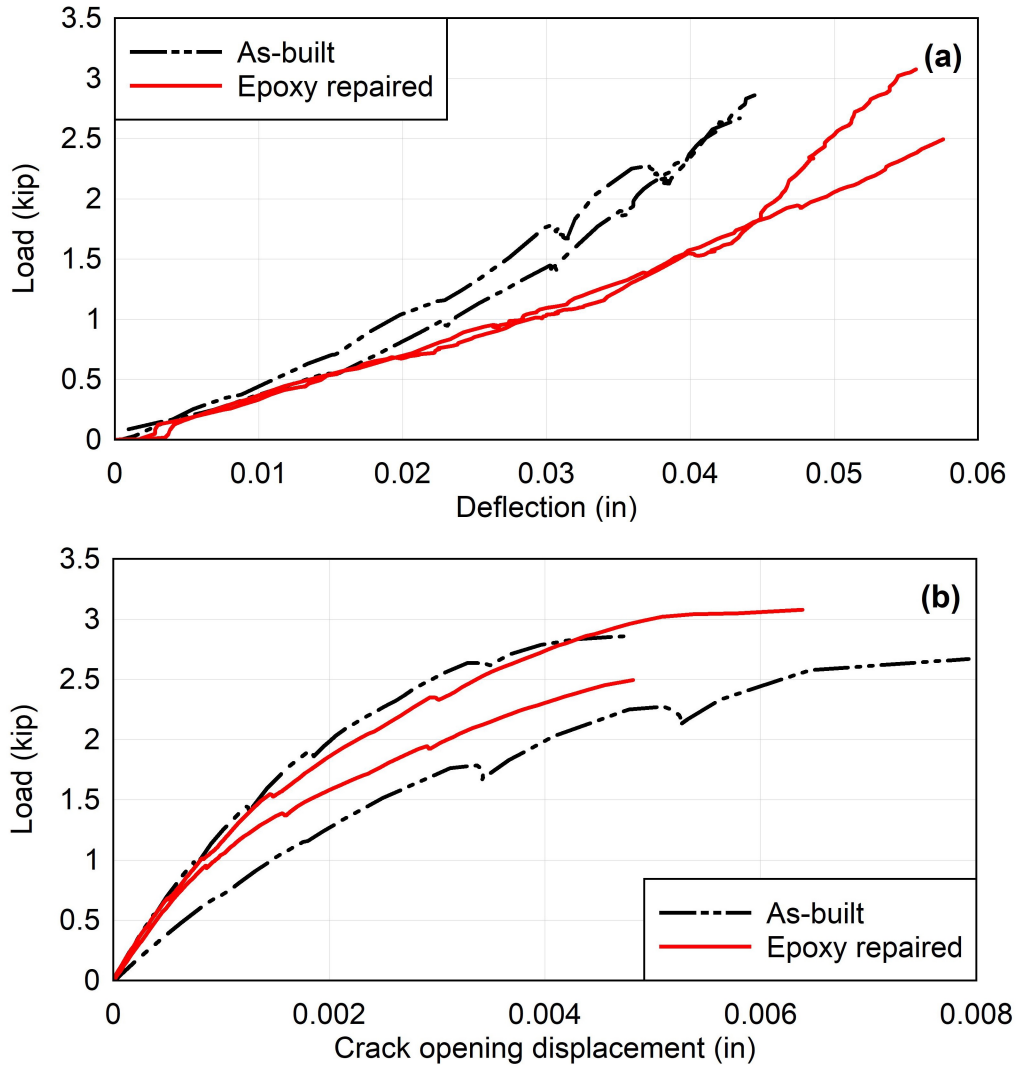 3.5
3
2.5
2
1.5
1
0.5
0
Load (kip)
As-built
Epoxy repaired
(a)
0 0.01 0.02 0.03 0.04 0.05 0.06
Deflection (in)
3.5
3
2.5
2
1.5
1
0.5
0
Load (kip)
(b)
As-built
Epoxy repaired
0 0.002 0.004 0.006 0.008
Crack opening displacement (in)